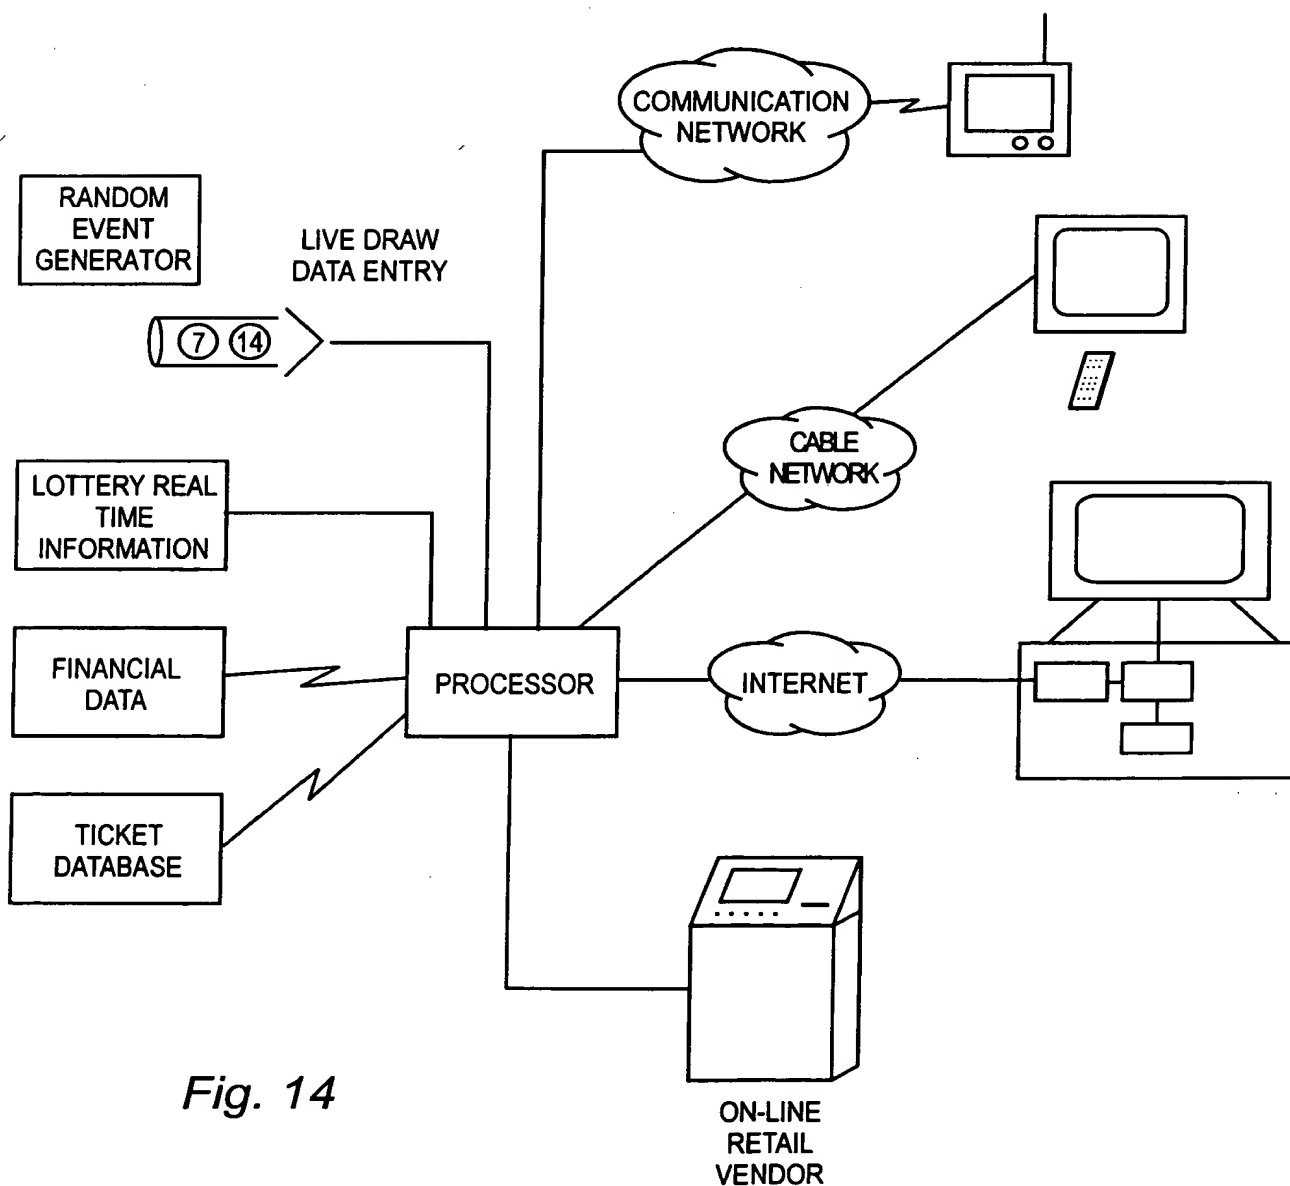 COMMUNICATION
NETWORK
RANDOM
EVENT
GENERATOR
LIVE DRAW
DATA ENTRY
7 14
CABLE
NETWORK
LOTTERY REAL
TIME
INFORMATION
FINANCIAL
DATA
PROCESSOR
INTERNET
TICKET
DATABASE
ON-LINE
RETAIL
VENDOR
Fig. 14